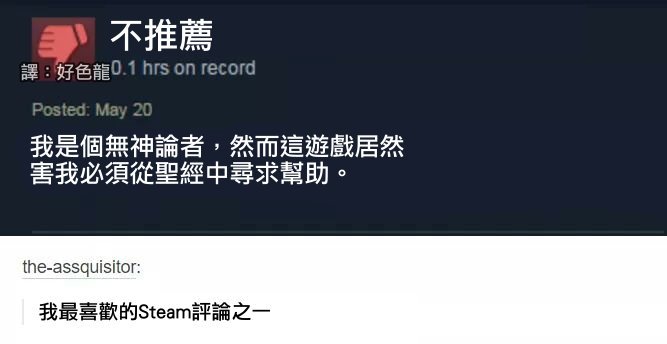 不推薦
譯：好色龍0.1 hrs on record
Posted: May 20
我是個無神論者，然而這遊戲居然
害我必須從聖經中尋求幫助。
the-assquisitor:
我最喜歡的Steam評論之一